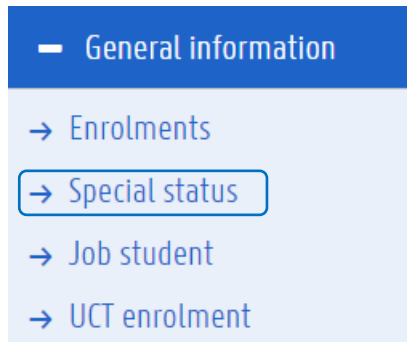 General information
→ Enrolments
→ Special status
→ Job student
→ UCT enrolment